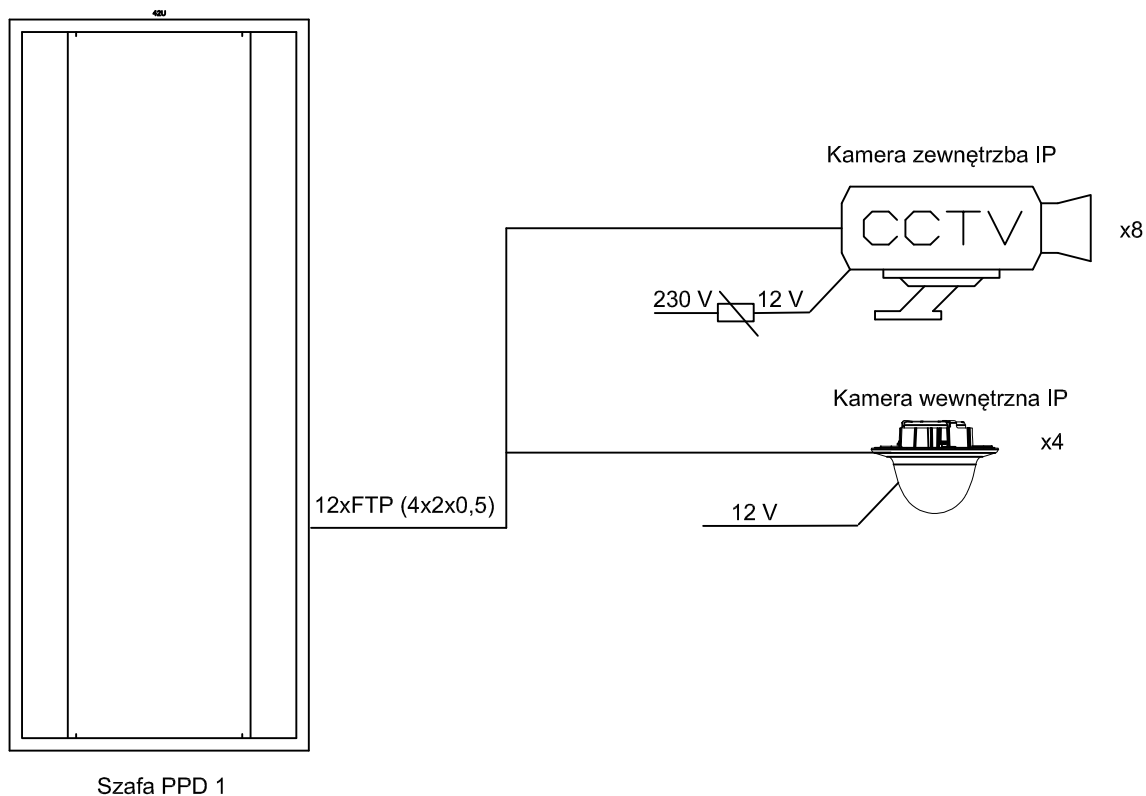 42U
Kamera zewnętrzba IP
CCTV
x8
230 V
12 V
Kamera wewnętrzna IP
x4
12xFTP (4x2x0,5)
12 V
Szafa PPD 1